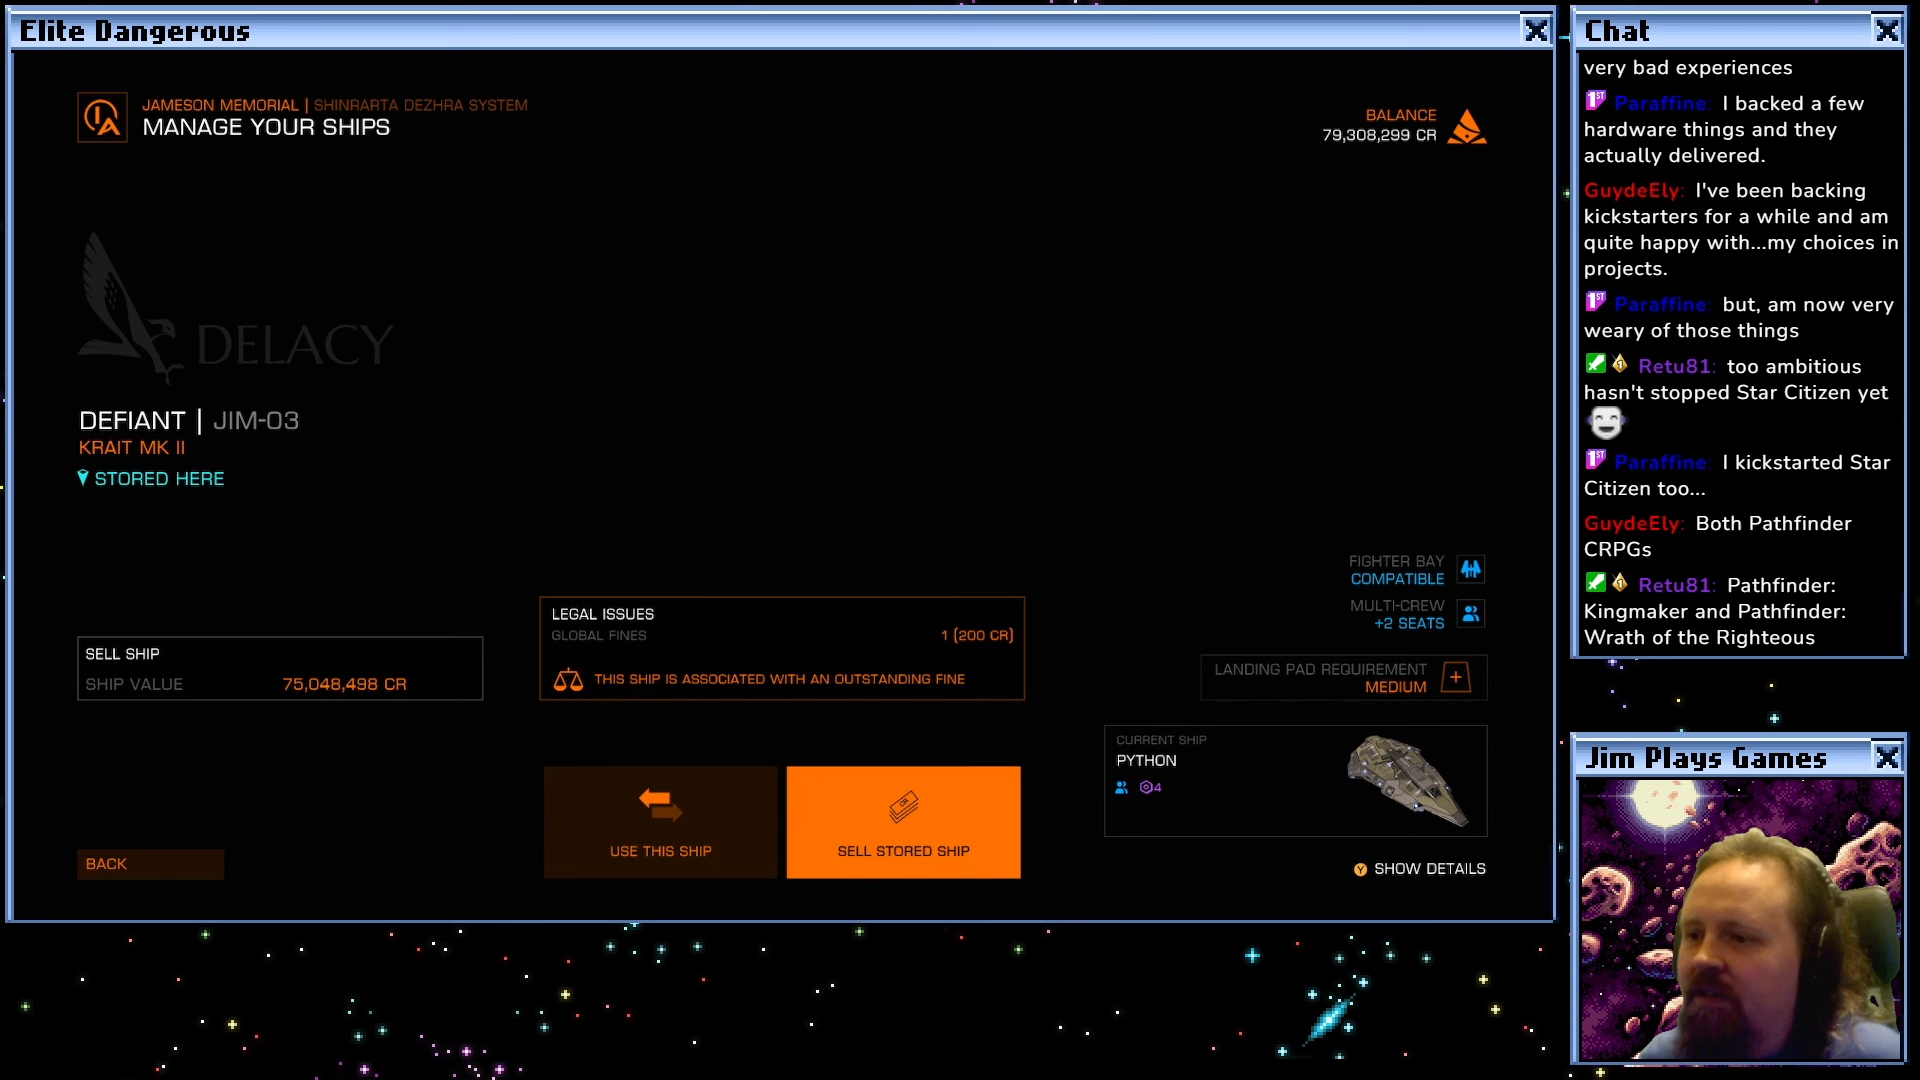 Elite Dangerous
JAMESON MEMORIAL | SHINRARTA DEZHRA SYSTEM
MANAGE YOUR SHIPS
BALANCE
79,308,299 CR
DELACY
DEFIANT | JIM-03
KRAIT MK II
STORED HERE
FIGHTER BAY
COMPATIBLE
MULTI-CREW
+2 SEATS
SELL SHIP
SHIP VALUE 75,048,498 CR
LEGAL ISSUES
GLOBAL FINES 1 (200 CR)
THIS SHIP IS ASSOCIATED WITH AN OUTSTANDING FINE
LANDING PAD REQUIREMENT
MEDIUM
CURRENT SHIP
PYTHON
4
USE THIS SHIP
SELL STORED SHIP
BACK
Y SHOW DETAILS
Chat
very bad experiences
1ST Paraffine: I backed a few
hardware things and they
actually delivered.
GuydeEly: I've been backing
kickstarters for a while and am
quite happy with...my choices in
projects.
1ST Paraffine: but, am now very
weary of those things
Retu81: too ambitious
hasn't stopped Star Citizen yet
1ST Paraffine: I kickstarted Star
Citizen too...
GuydeEly: Both Pathfinder
CRPGs
Retu81: Pathfinder:
Kingmaker and Pathfinder:
Wrath of the Righteous
Jim Plays Games